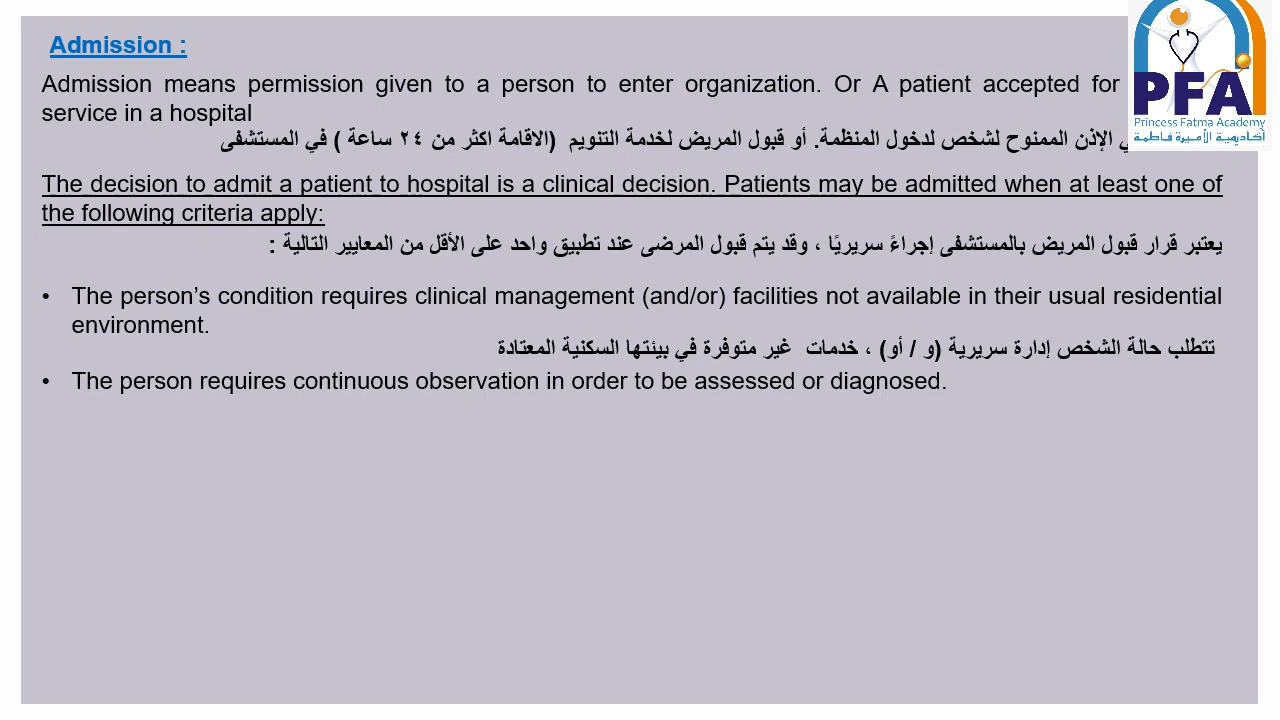 Admission :
Admission means permission given to a person to enter organization. Or A patient accepted for
service in a hospital
الإذن الممنوح لشخص لدخول المنظمة. أو قبول المريض لخدمة التنويم (الاقامة اكثر من ٢٤ ساعة ) في المستشفى
The decision to admit a patient to hospital is a clinical decision. Patients may be admitted when at least one of
the following criteria apply:
يعتبر قرار قبول المريض بالمستشفى إجراءً سريريًا ، وقد يتم قبول المرضى عند تطبيق واحد على الأقل من المعايير التالية :
• The person’s condition requires clinical management (and/or) facilities not available in their usual residential
environment.
تتطلب حالة الشخص إدارة سريرية (و / أو) ، خدمات غير متوفرة في بيئتها السكنية المعتادة
• The person requires continuous observation in order to be assessed or diagnosed.
PFA
Princess Fatma Academy
أكاديمية الأميرة فاطمة